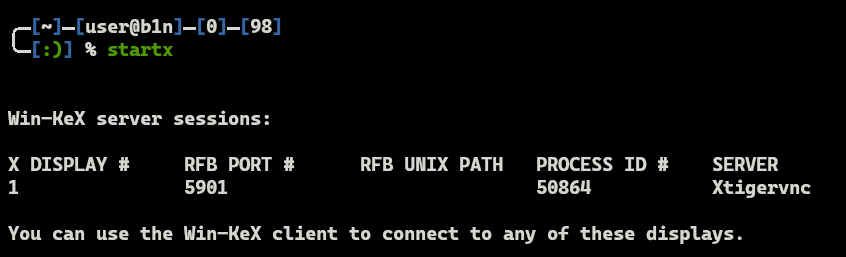 ┌─[~]─[user@b1n]─[0]─[98]
└─[:)] % startx
Win-KeX server sessions:
X DISPLAY #     RFB PORT #      RFB UNIX PATH   PROCESS ID #    SERVER
1               5901                            50864           Xtigervnc
You can use the Win-KeX client to connect to any of these displays.